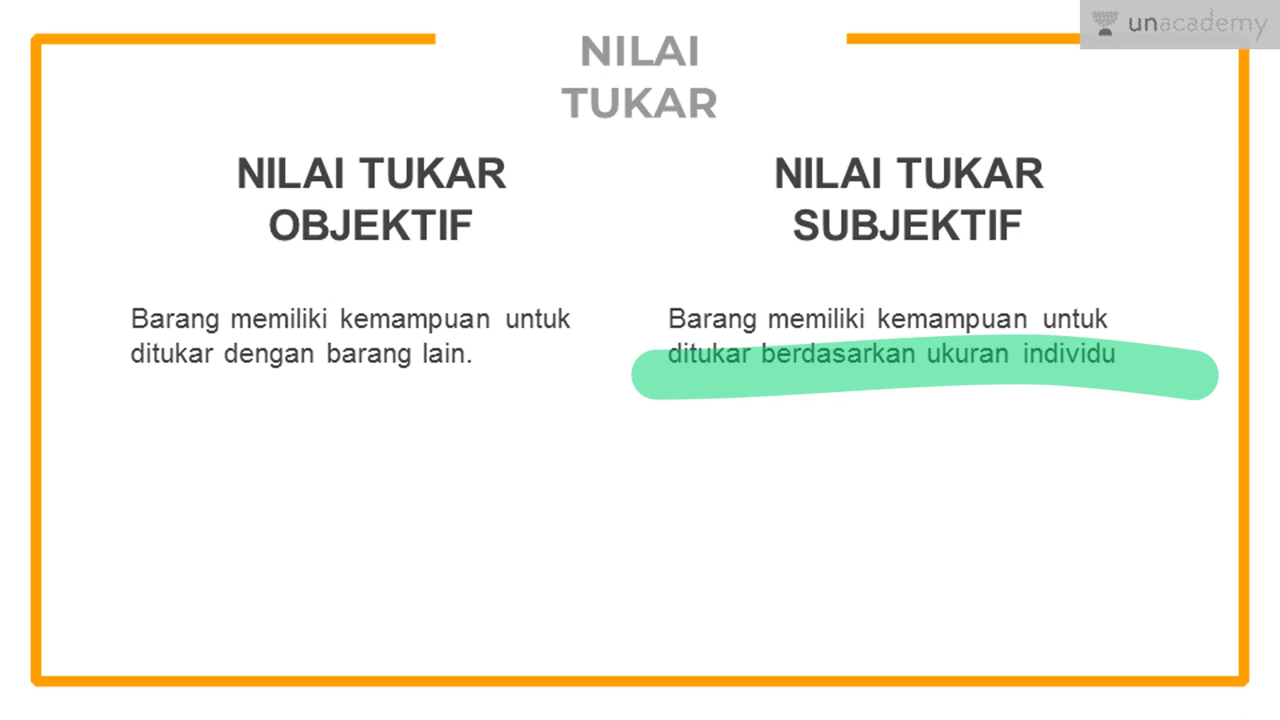 unacademy
NILAI
TUKAR
NILAI TUKAR
OBJEKTIF
Barang memiliki kemampuan untuk
ditukar dengan barang lain.
NILAI TUKAR
SUBJEKTIF
Barang memiliki kemampuan untuk
ditukar berdasarkan ukuran individu